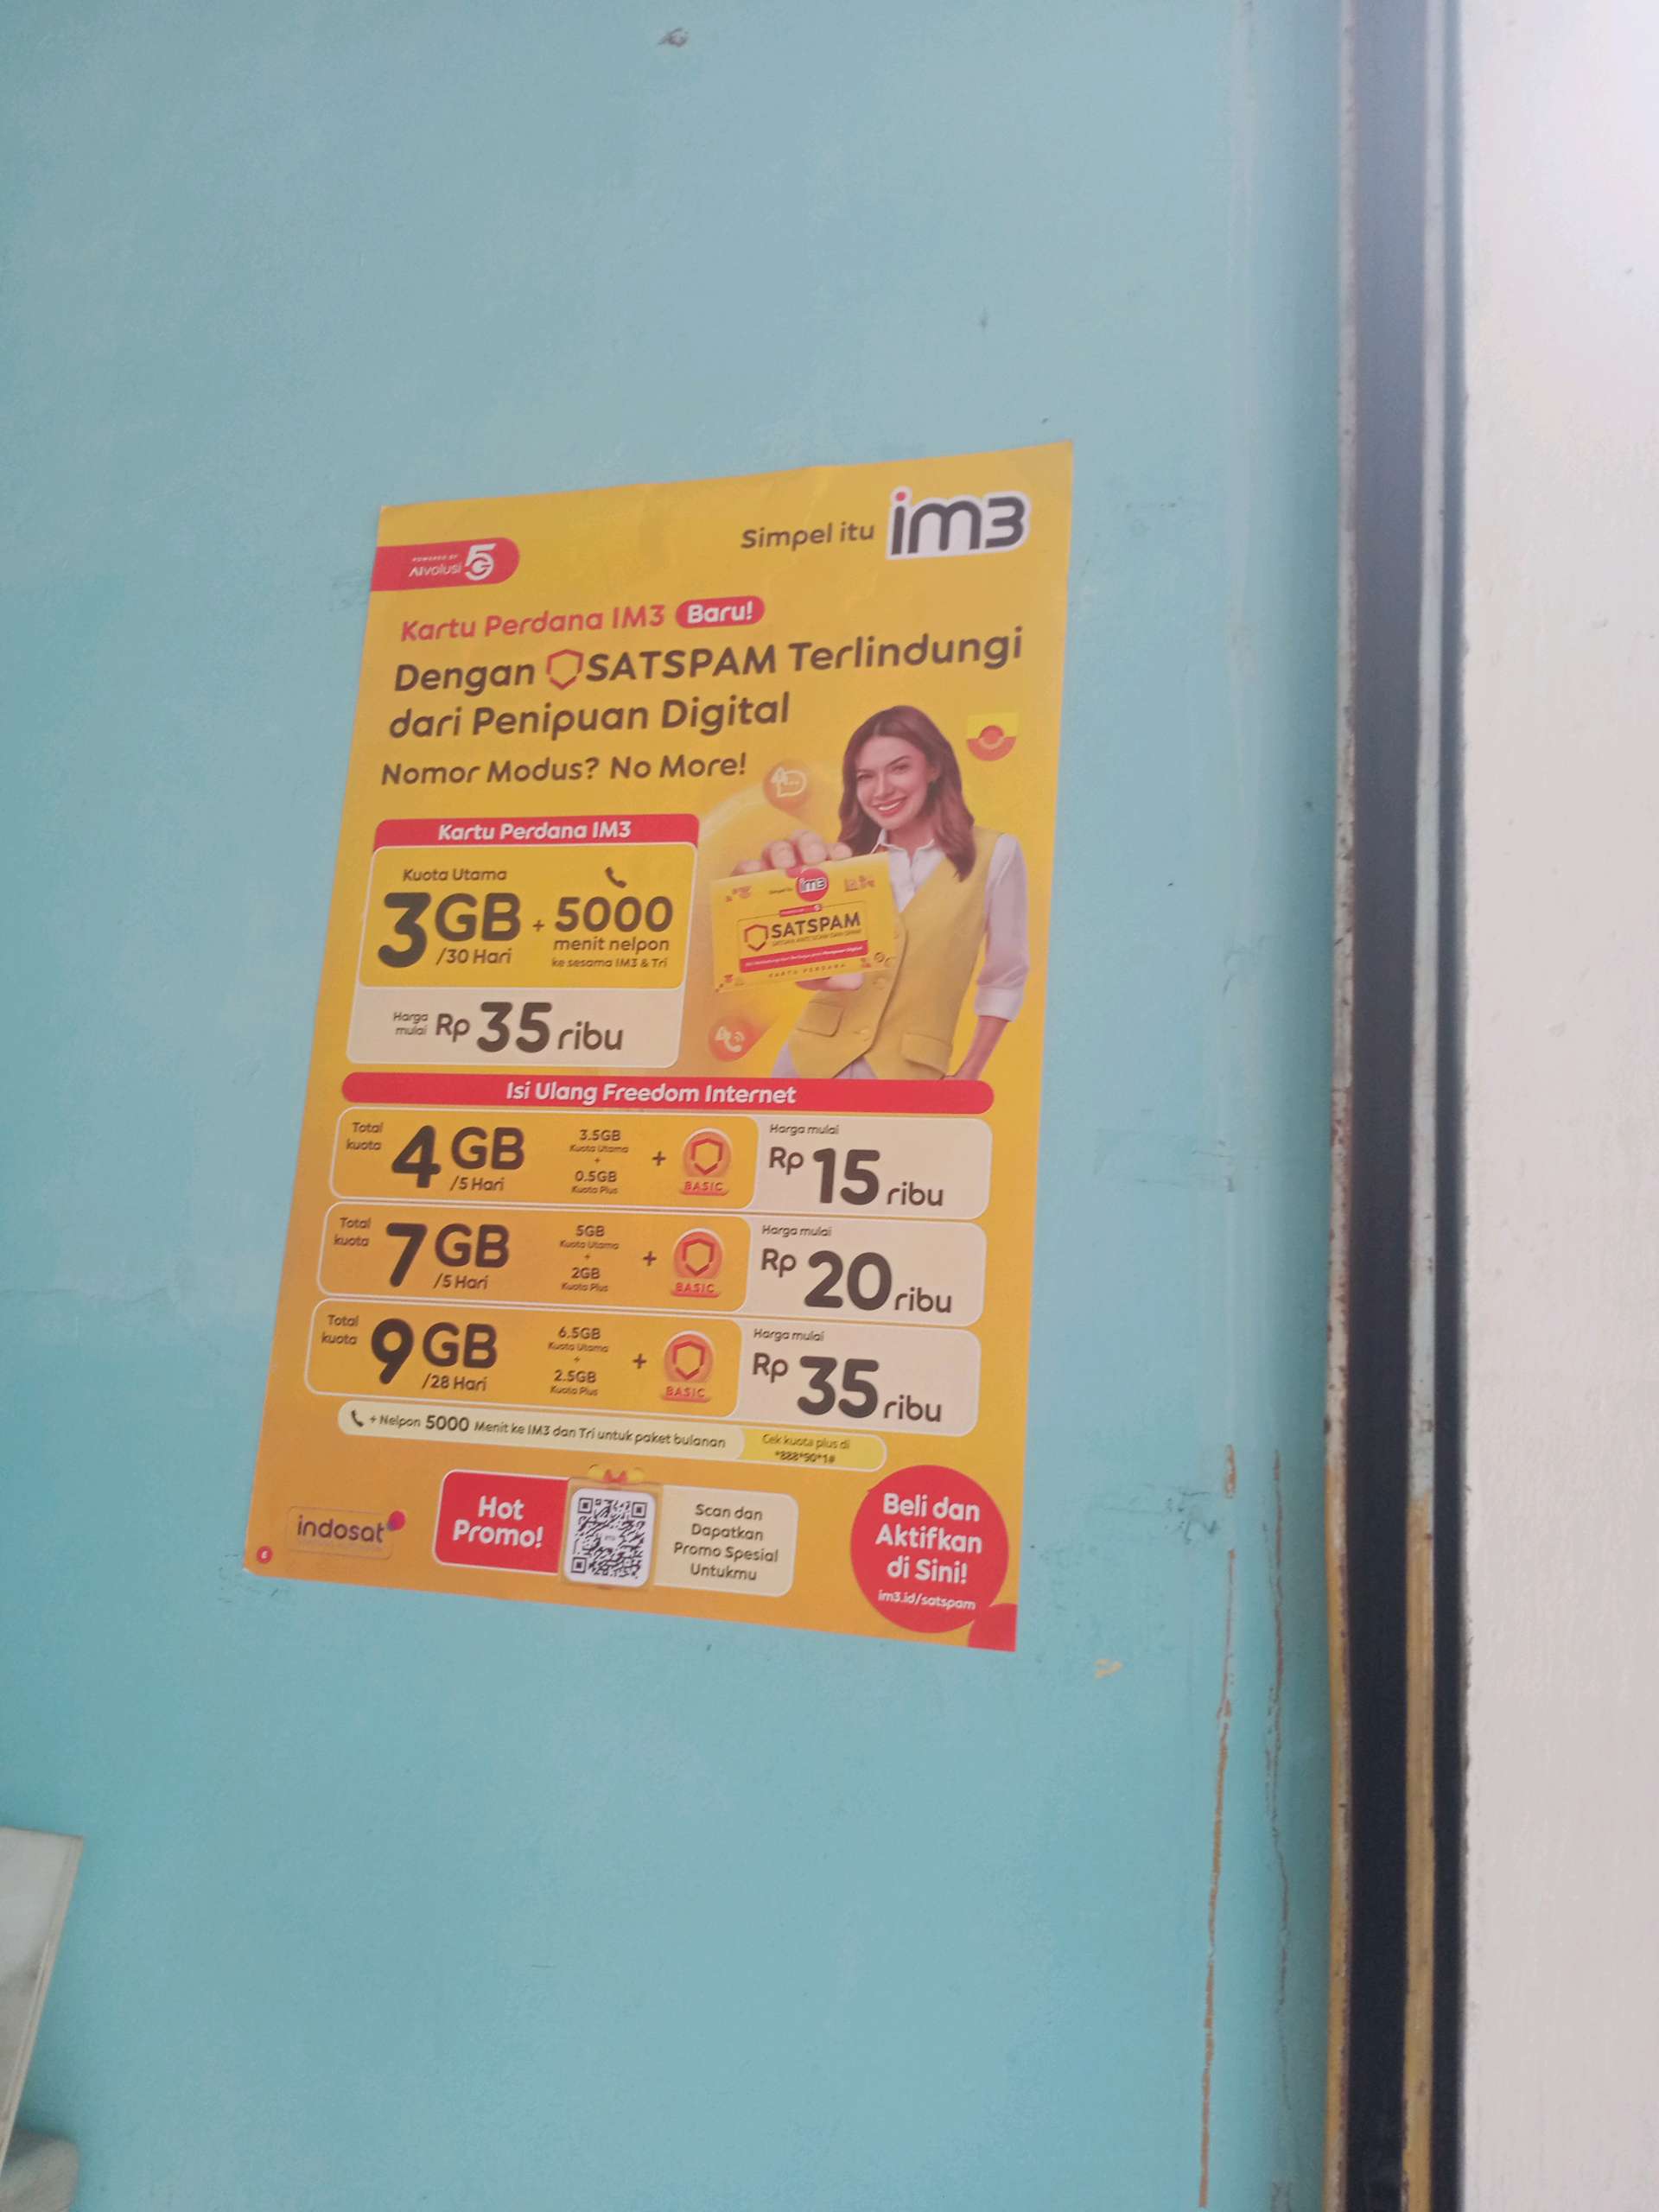 POWERED BY
AIvolusi 5G
Simpel itu im3
Kartu Perdana IM3 Baru!
Dengan SATSPAM Terlindungi
dari Penipuan Digital
Nomor Modus? No More!
Kartu Perdana IM3
Kuota Utama
3GB /30 Hari + 5000 menit nelpon ke sesama IM3 & Tri
Harga mulai Rp 35 ribu
im3
SATSPAM
KARTU PERDANA
Isi Ulang Freedom Internet
Total kuota 4GB /5 Hari 3.5GB Kuota Utama + 0.5GB Kuota Plus + BASIC Harga mulai Rp 15 ribu
Total kuota 7GB /5 Hari 5GB Kuota Utama + 2GB Kuota Plus + BASIC Harga mulai Rp 20 ribu
Total kuota 9GB /28 Hari 6.5GB Kuota Utama + 2.5GB Kuota Plus + BASIC Harga mulai Rp 35 ribu
+ Nelpon 5000 Menit ke IM3 dan Tri untuk paket bulanan
Cek kuota plus di
*888*90*1#
indosat
Hot
Promo!
Scan dan
Dapatkan
Promo Spesial
Untukmu
Beli dan
Aktifkan
di Sini!
im3.id/satspam